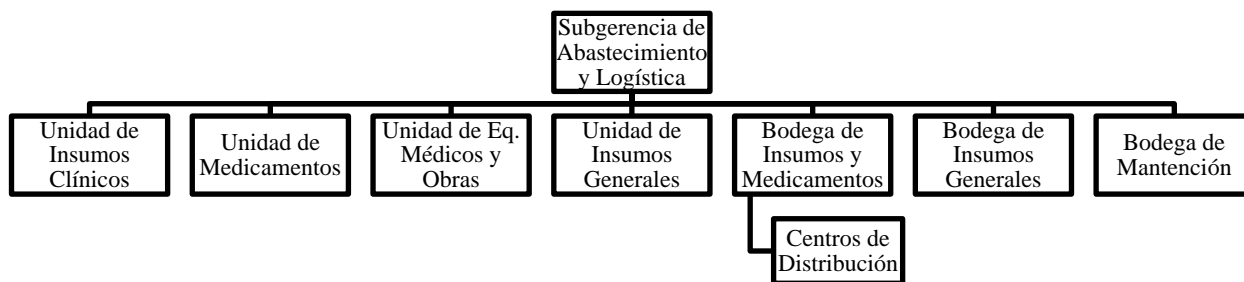 Subgerencia de
Abastecimiento
y Logística
Unidad de
Insumos
Clínicos
Unidad de
Medicamentos
Unidad de Eq.
Médicos y
Obras
Unidad de
Insumos
Generales
Bodega de
Insumos y
Medicamentos
Bodega de
Insumos
Generales
Bodega de
Mantención
Centros de
Distribución